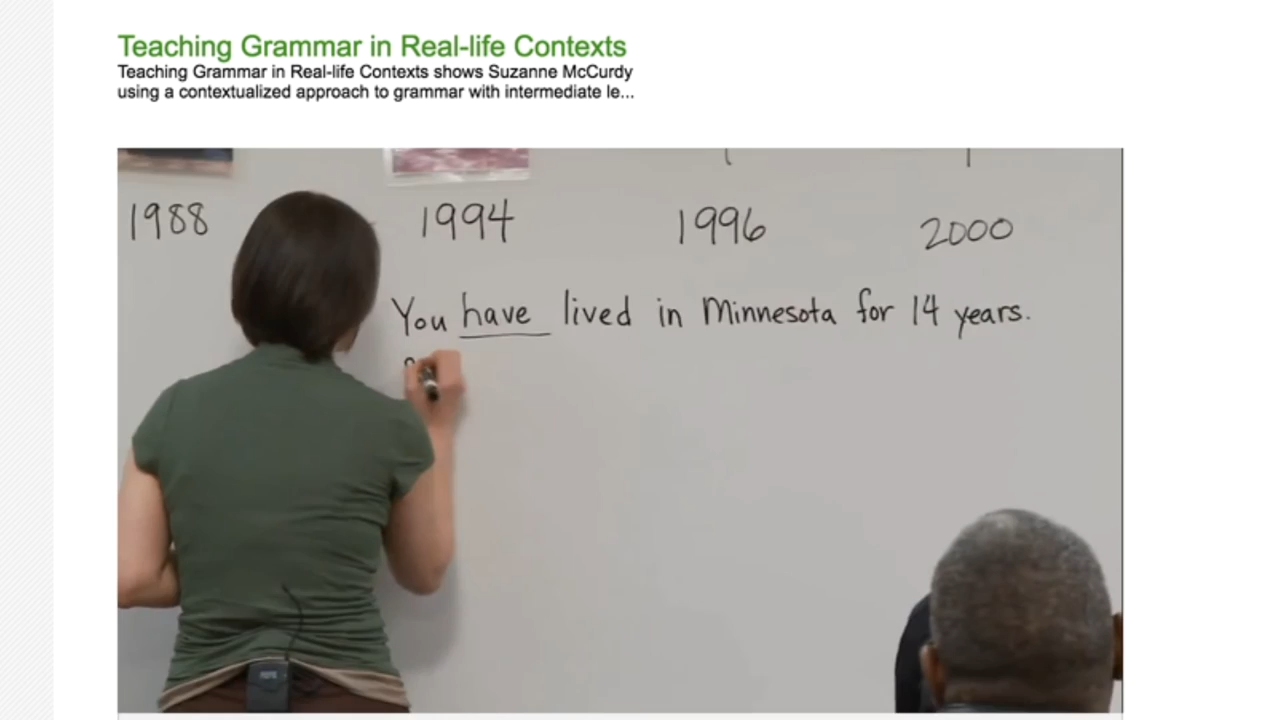 Teaching Grammar in Real-life Contexts
Teaching Grammar in Real-life Contexts shows Suzanne McCurdy
using a contextualized approach to grammar with intermediate le...
1988 1994 1996 2000
You have lived in Minnesota for 14 years.